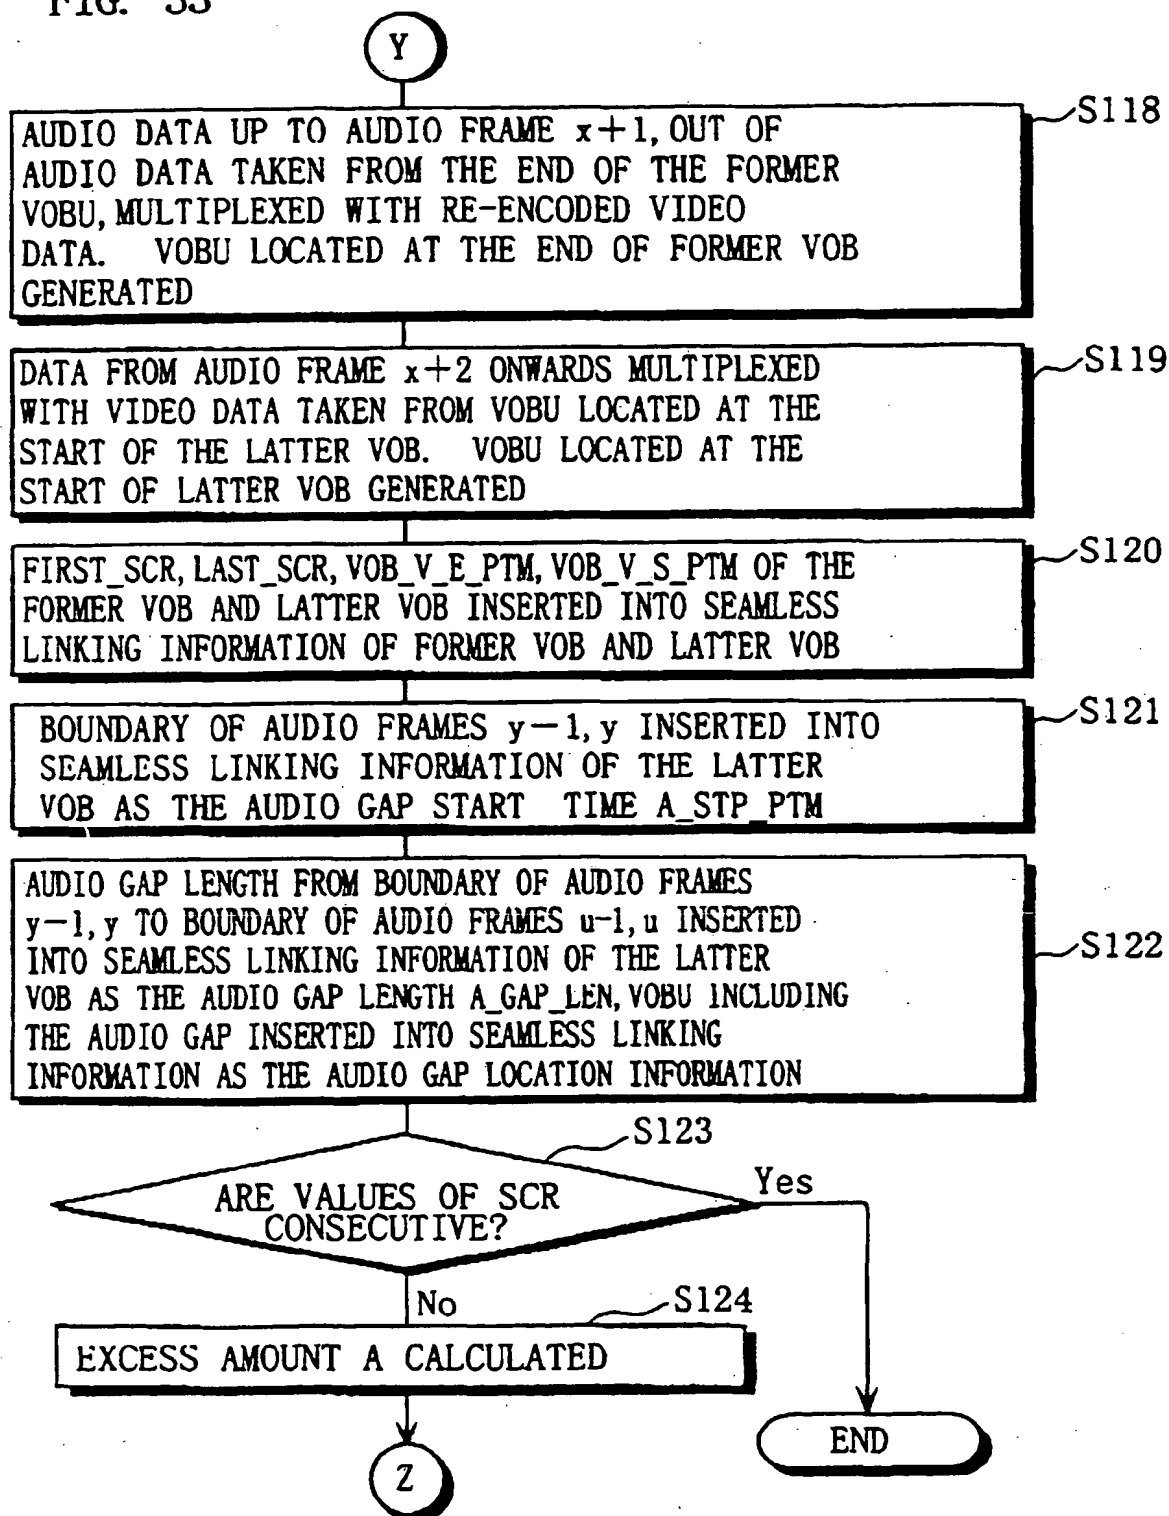 FIG. 33
Y
S118
AUDIO DATA UP TO AUDIO FRAME x+1, OUT OF
AUDIO DATA TAKEN FROM THE END OF THE FORMER
VOBU, MULTIPLEXED WITH RE-ENCODED VIDEO
DATA. VOBU LOCATED AT THE END OF FORMER VOB
GENERATED
S119
DATA FROM AUDIO FRAME x+2 ONWARDS MULTIPLEXED
WITH VIDEO DATA TAKEN FROM VOBU LOCATED AT THE
START OF THE LATTER VOB. VOBU LOCATED AT THE
START OF LATTER VOB GENERATED
S120
FIRST_SCR, LAST_SCR, VOB_V_E_PTM, VOB_V_S_PTM OF THE
FORMER VOB AND LATTER VOB INSERTED INTO SEAMLESS
LINKING INFORMATION OF FORMER VOB AND LATTER VOB
S121
BOUNDARY OF AUDIO FRAMES y-1, y INSERTED INTO
SEAMLESS LINKING INFORMATION OF THE LATTER
VOB AS THE AUDIO GAP START TIME A_STP_PTM
S122
AUDIO GAP LENGTH FROM BOUNDARY OF AUDIO FRAMES
y-1, y TO BOUNDARY OF AUDIO FRAMES u-1, u INSERTED
INTO SEAMLESS LINKING INFORMATION OF THE LATTER
VOB AS THE AUDIO GAP LENGTH A_GAP_LEN, VOBU INCLUDING
THE AUDIO GAP INSERTED INTO SEAMLESS LINKING
INFORMATION AS THE AUDIO GAP LOCATION INFORMATION
S123
ARE VALUES OF SCR
CONSECUTIVE?
Yes
No
S124
EXCESS AMOUNT A CALCULATED
END
Z